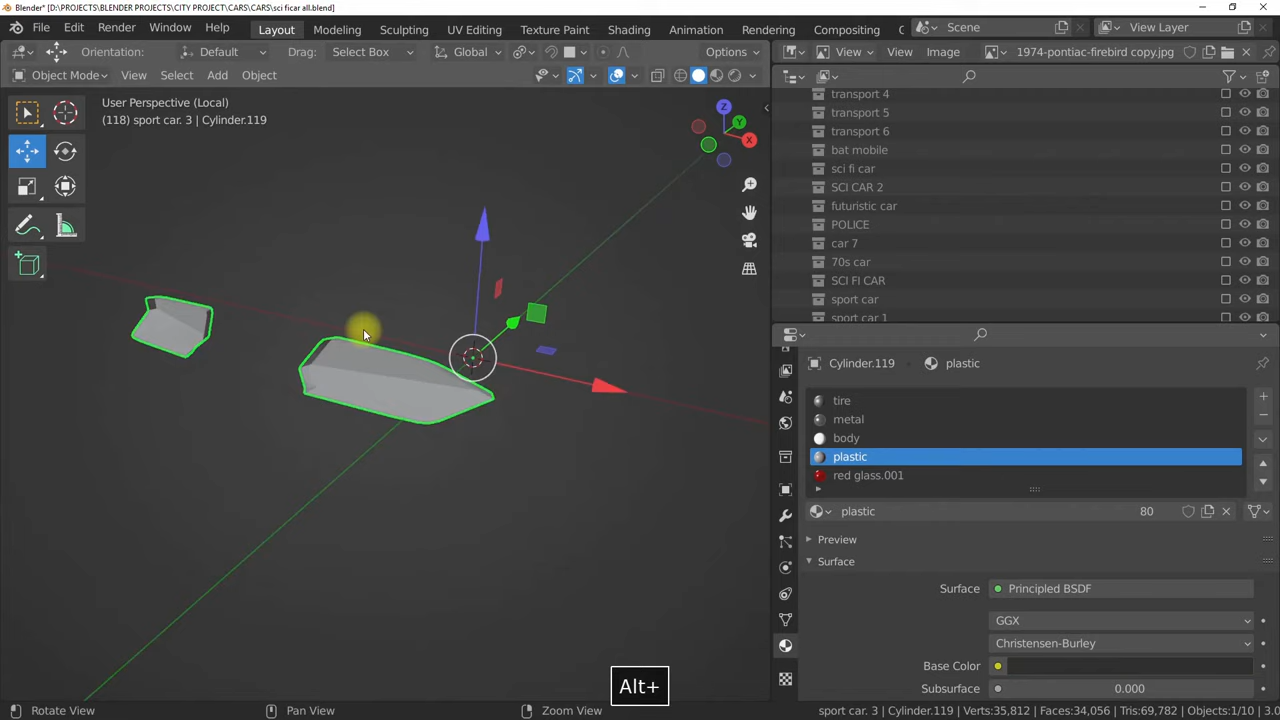 Blender* [D:\PROJECTS\BLENDER PROJECTS\CITY PROJECT\CARS\CARS\sci ficar all.blend]
File Edit Render Window Help Layout Modeling Sculpting UV Editing Texture Paint Shading Animation Rendering Compositing Scene View Layer
Orientation: Default Drag: Select Box Global Options View View Image 1974-pontiac-firebird copy.jpg
Object Mode View Select Add Object
User Perspective (Local)
(118) sport car. 3 | Cylinder.119
Z
Y
X
transport 4
transport 5
transport 6
bat mobile
sci fi car
SCI CAR 2
futuristic car
POLICE
car 7
70s car
SCI FI CAR
sport car
sport car 1
Cylinder.119 plastic
tire
metal
body
plastic
red glass.001
plastic 80
Preview
Surface
Surface Principled BSDF
GGX
Christensen-Burley
Base Color
Subsurface 0.000
Alt+
Rotate View Pan View Zoom View sport car. 3 | Cylinder.119 | Verts:35,812 | Faces:34,056 | Tris:69,782 | Objects:1/10 | 3.0